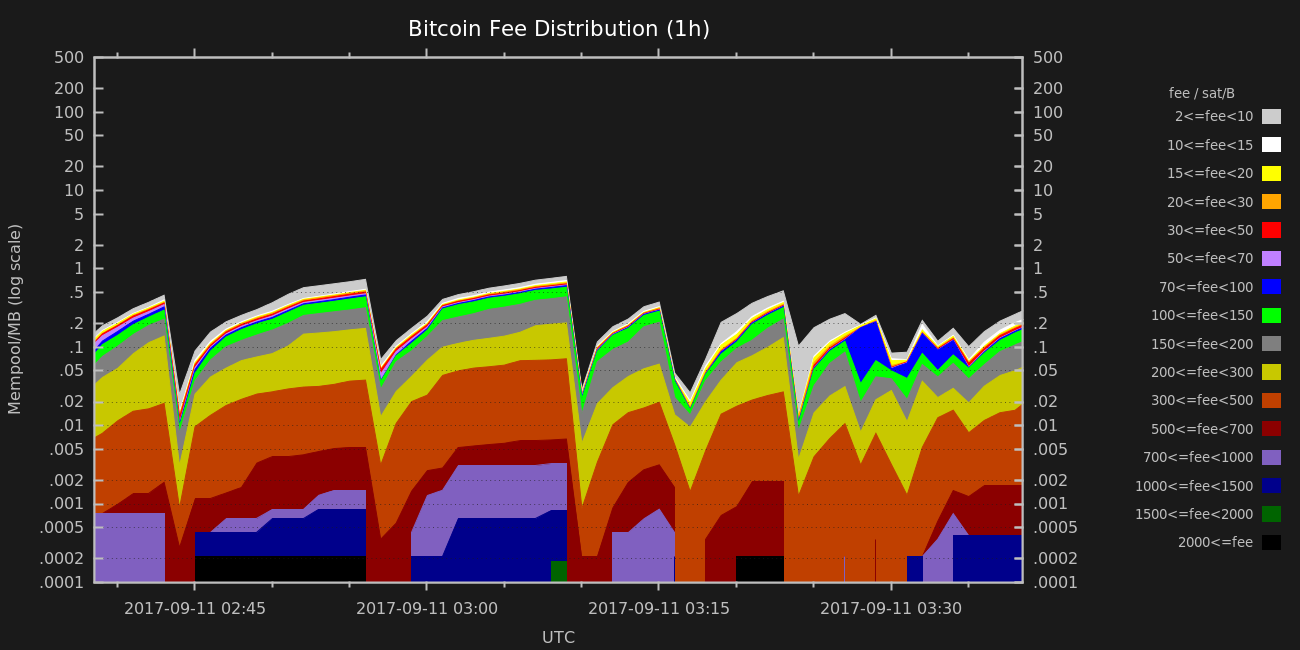 Bitcoin Fee Distribution (1h)
500
200
100
50
20
10
5
2
1
.5
.2
.1
.05
.02
.01
.005
.002
.001
.0005
.0002
.0001
Mempool/MB (log scale)
500
200
100
50
20
10
5
2
1
.5
.2
.1
.05
.02
.01
.005
.002
.001
.0005
.0002
.0001
2017-09-11 02:45
2017-09-11 03:00
2017-09-11 03:15
2017-09-11 03:30
UTC
fee / sat/B
2<=fee<10
10<=fee<15
15<=fee<20
20<=fee<30
30<=fee<50
50<=fee<70
70<=fee<100
100<=fee<150
150<=fee<200
200<=fee<300
300<=fee<500
500<=fee<700
700<=fee<1000
1000<=fee<1500
1500<=fee<2000
2000<=fee